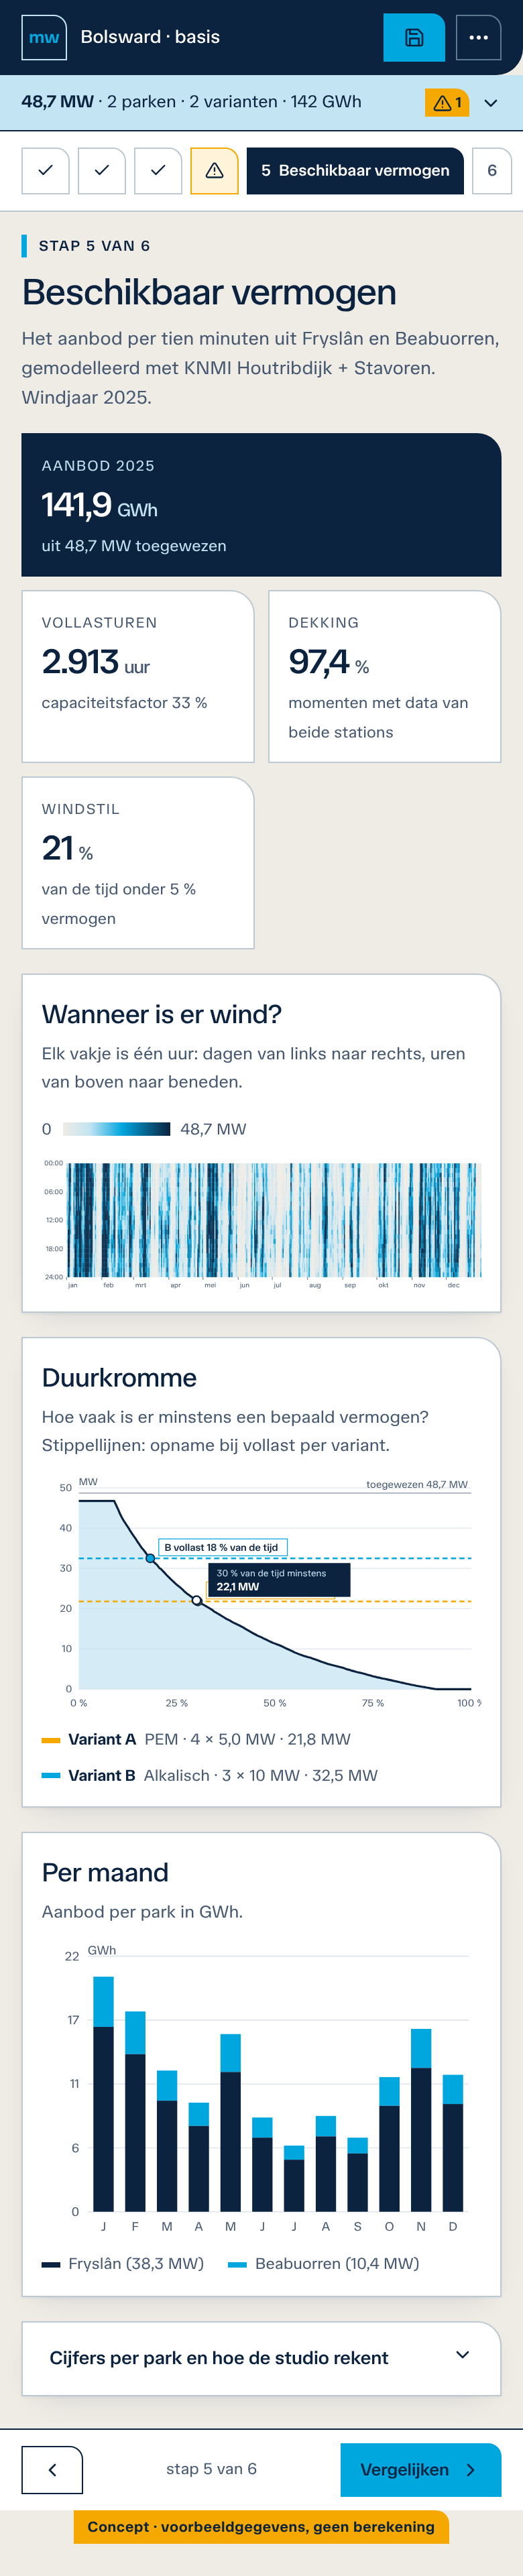 mw Bolsward · basis
48,7 MW · 2 parken · 2 varianten · 142 GWh 1
5 Beschikbaar vermogen 6
STAP 5 VAN 6
Beschikbaar vermogen
Het aanbod per tien minuten uit Fryslân en Beabuorren,
gemodelleerd met KNMI Houtribdijk + Stavoren.
Windjaar 2025.
AANBOD 2025
141,9 GWh
uit 48,7 MW toegewezen
VOLLASTUREN
2.913 uur
capaciteitsfactor 33 %
DEKKING
97,4 %
momenten met data van
beide stations
WINDSTIL
21 %
van de tijd onder 5 %
vermogen
Wanneer is er wind?
Elk vakje is één uur: dagen van links naar rechts, uren
van boven naar beneden.
0 48,7 MW
00:00
06:00
12:00
18:00
24:00
jan feb mrt apr mei jun jul aug sep okt nov dec
Duurkromme
Hoe vaak is er minstens een bepaald vermogen?
Stippellijnen: opname bij vollast per variant.
MW
toegewezen 48,7 MW
50
40
B vollast 18 % van de tijd
30
30 % van de tijd minstens
22,1 MW
20
10
0
0 % 25 % 50 % 75 % 100 %
Variant A PEM · 4 × 5,0 MW · 21,8 MW
Variant B Alkalisch · 3 × 10 MW · 32,5 MW
Per maand
Aanbod per park in GWh.
22 GWh
17
11
6
0
J F M A M J J A S O N D
Fryslân (38,3 MW) Beabuorren (10,4 MW)
Cijfers per park en hoe de studio rekent
stap 5 van 6
Vergelijken
Concept · voorbeeldgegevens, geen berekening